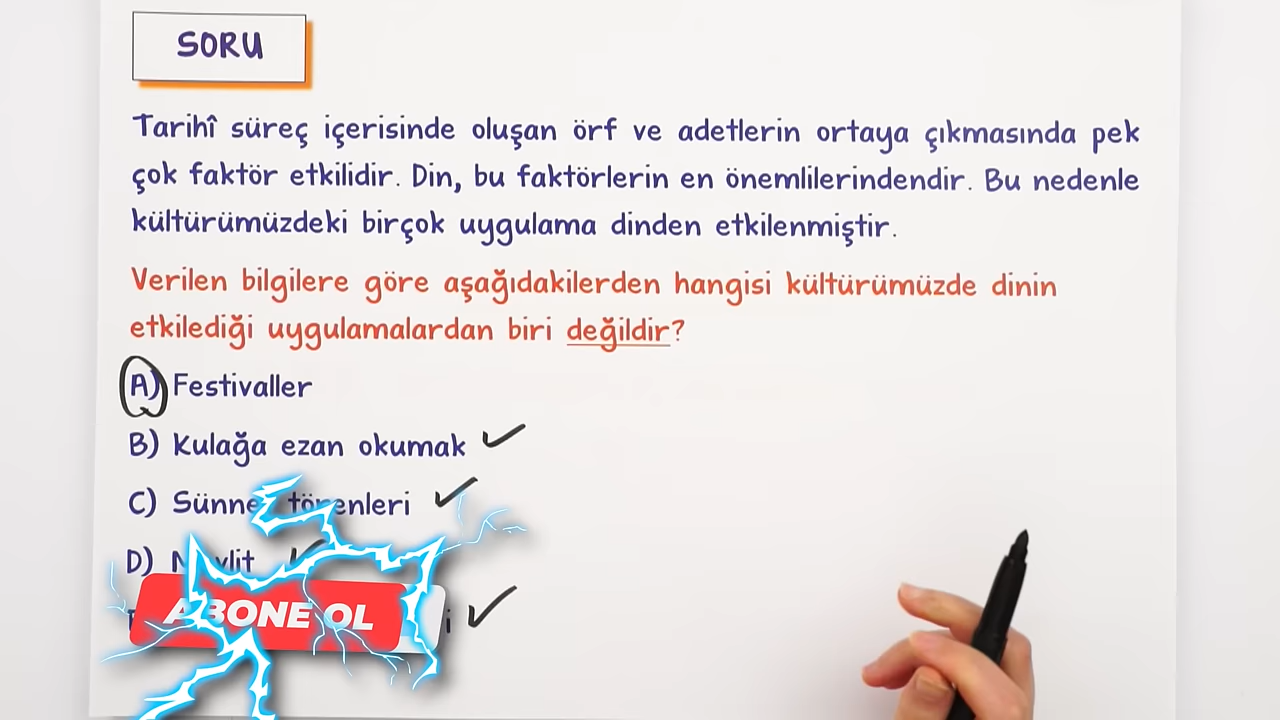 SORU
Tarihî süreç içerisinde oluşan örf ve adetlerin ortaya çıkmasında pek
çok faktör etkilidir. Din, bu faktörlerin en önemlilerindendir. Bu nedenle
kültürümüzdeki birçok uygulama dinden etkilenmiştir.
Verilen bilgilere göre aşağıdakilerden hangisi kültürümüzde dinin
etkilediği uygulamalardan biri değildir?
A) Festivaller
B) Kulağa ezan okumak
C) Sünnet törenleri
D) Mevlit
ABONE OL